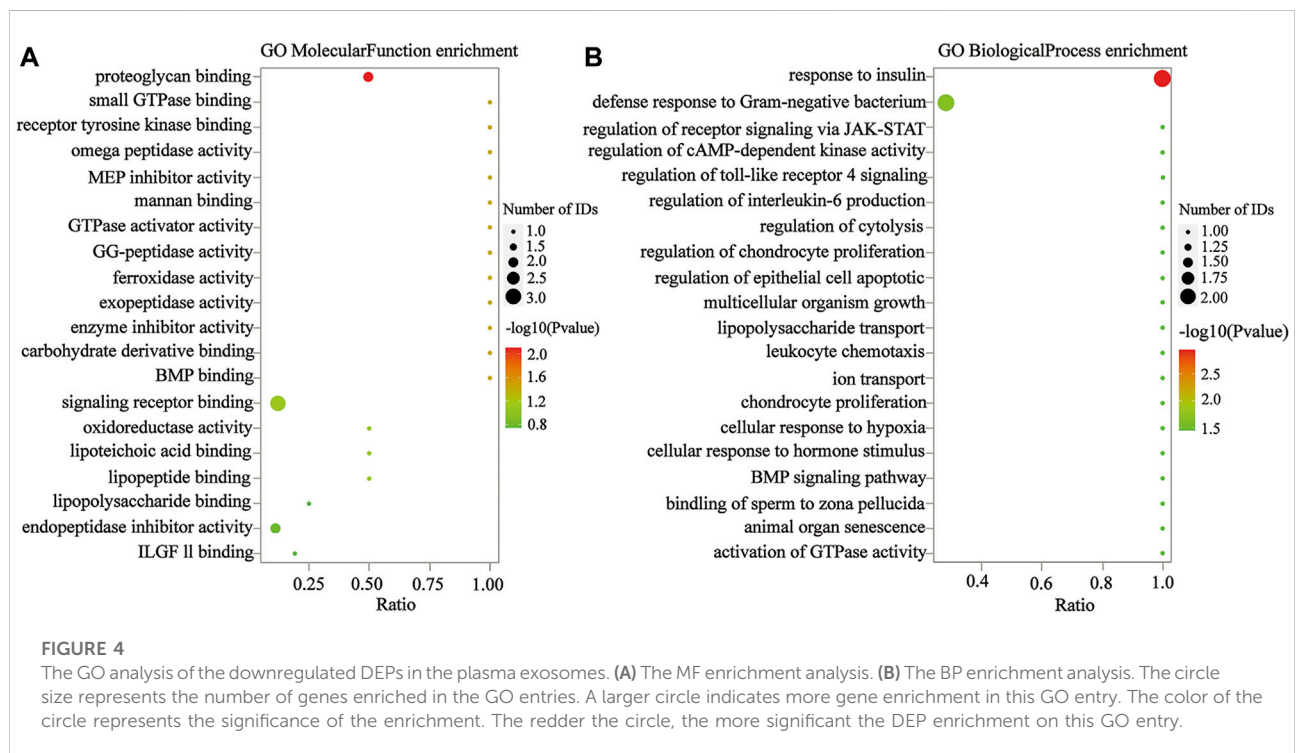 A
GO MolecularFunction enrichment
proteoglycan binding
small GTPase binding
receptor tyrosine kinase binding
omega peptidase activity
MEP inhibitor activity
mannan binding
GTPase activator activity
GG-peptidase activity
ferroxidase activity
exopeptidase activity
enzyme inhibitor activity
carbohydrate derivative binding
BMP binding
signaling receptor binding
oxidoreductase activity
lipoteichoic acid binding
lipopeptide binding
lipopolysaccharide binding
endopeptidase inhibitor activity
ILGF ll binding
0.25 0.50 0.75 1.00
Ratio
Number of IDs
1.0
1.5
2.0
2.5
3.0
-log10(Pvalue)
2.0
1.6
1.2
0.8
B
GO BiologicalProcess enrichment
response to insulin
defense response to Gram-negative bacterium
regulation of receptor signaling via JAK-STAT
regulation of cAMP-dependent kinase activity
regulation of toll-like receptor 4 signaling
regulation of interleukin-6 production
regulation of cytolysis
regulation of chondrocyte proliferation
regulation of epithelial cell apoptotic
multicellular organism growth
lipopolysaccharide transport
leukocyte chemotaxis
ion transport
chondrocyte proliferation
cellular response to hypoxia
cellular response to hormone stimulus
BMP signaling pathway
bindling of sperm to zona pellucida
animal organ senescence
activation of GTPase activity
0.4 0.6 0.8 1.0
Ratio
Number of IDs
1.00
1.25
1.50
1.75
2.00
-log10(Pvalue)
2.5
2.0
1.5
FIGURE 4
The GO analysis of the downregulated DEPs in the plasma exosomes. (A) The MF enrichment analysis. (B) The BP enrichment analysis. The circle
size represents the number of genes enriched in the GO entries. A larger circle indicates more gene enrichment in this GO entry. The color of the
circle represents the significance of the enrichment. The redder the circle, the more significant the DEP enrichment on this GO entry.